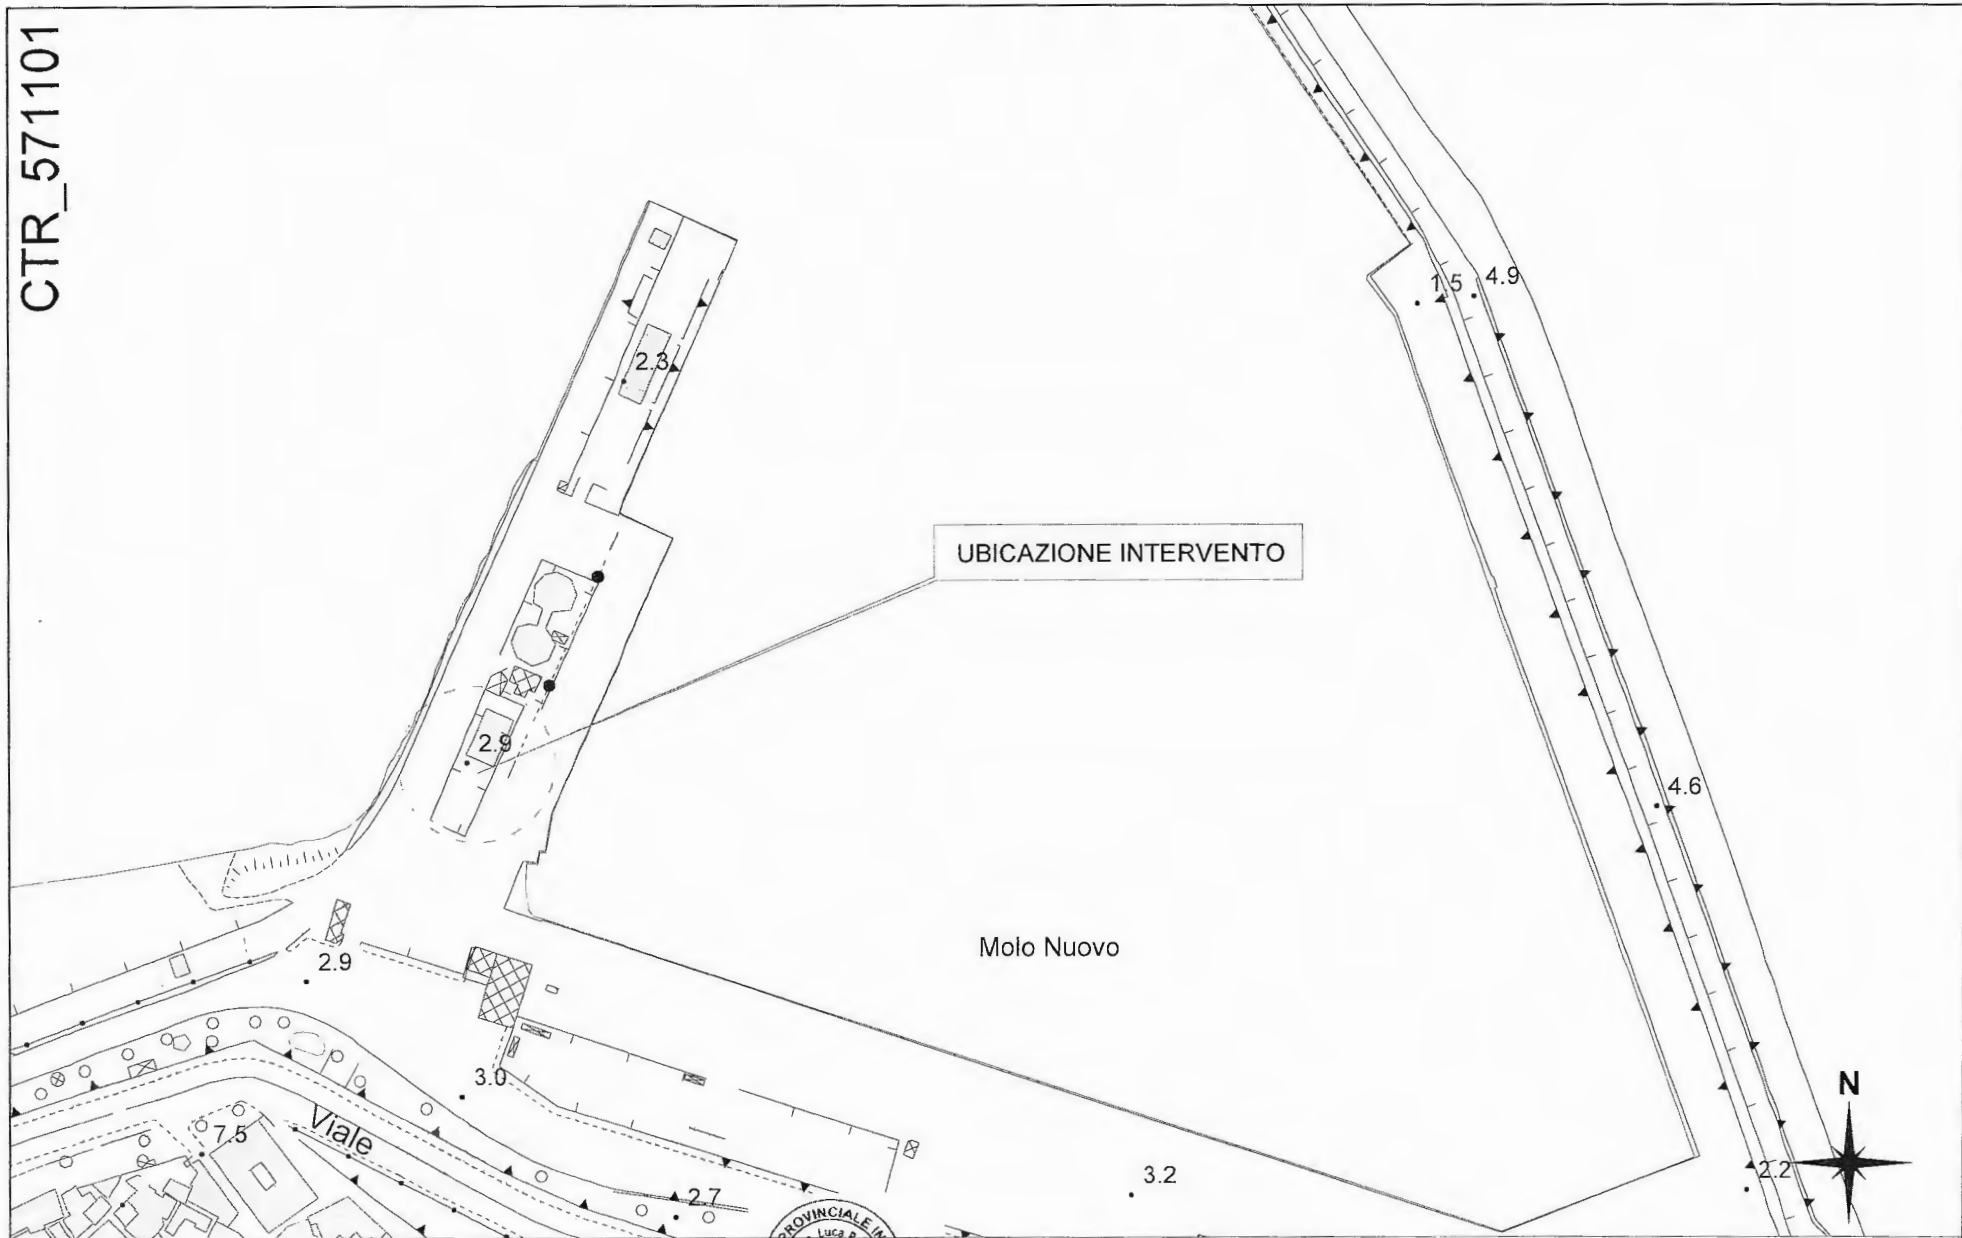 CTR_571101
1.5
4.9
2.3
UBICAZIONE INTERVENTO
2.9
4.6
Molo Nuovo
2.9
3.0
N
Viale
7.5
3.2
2.2
2.7
PROVINCIALE
Luca